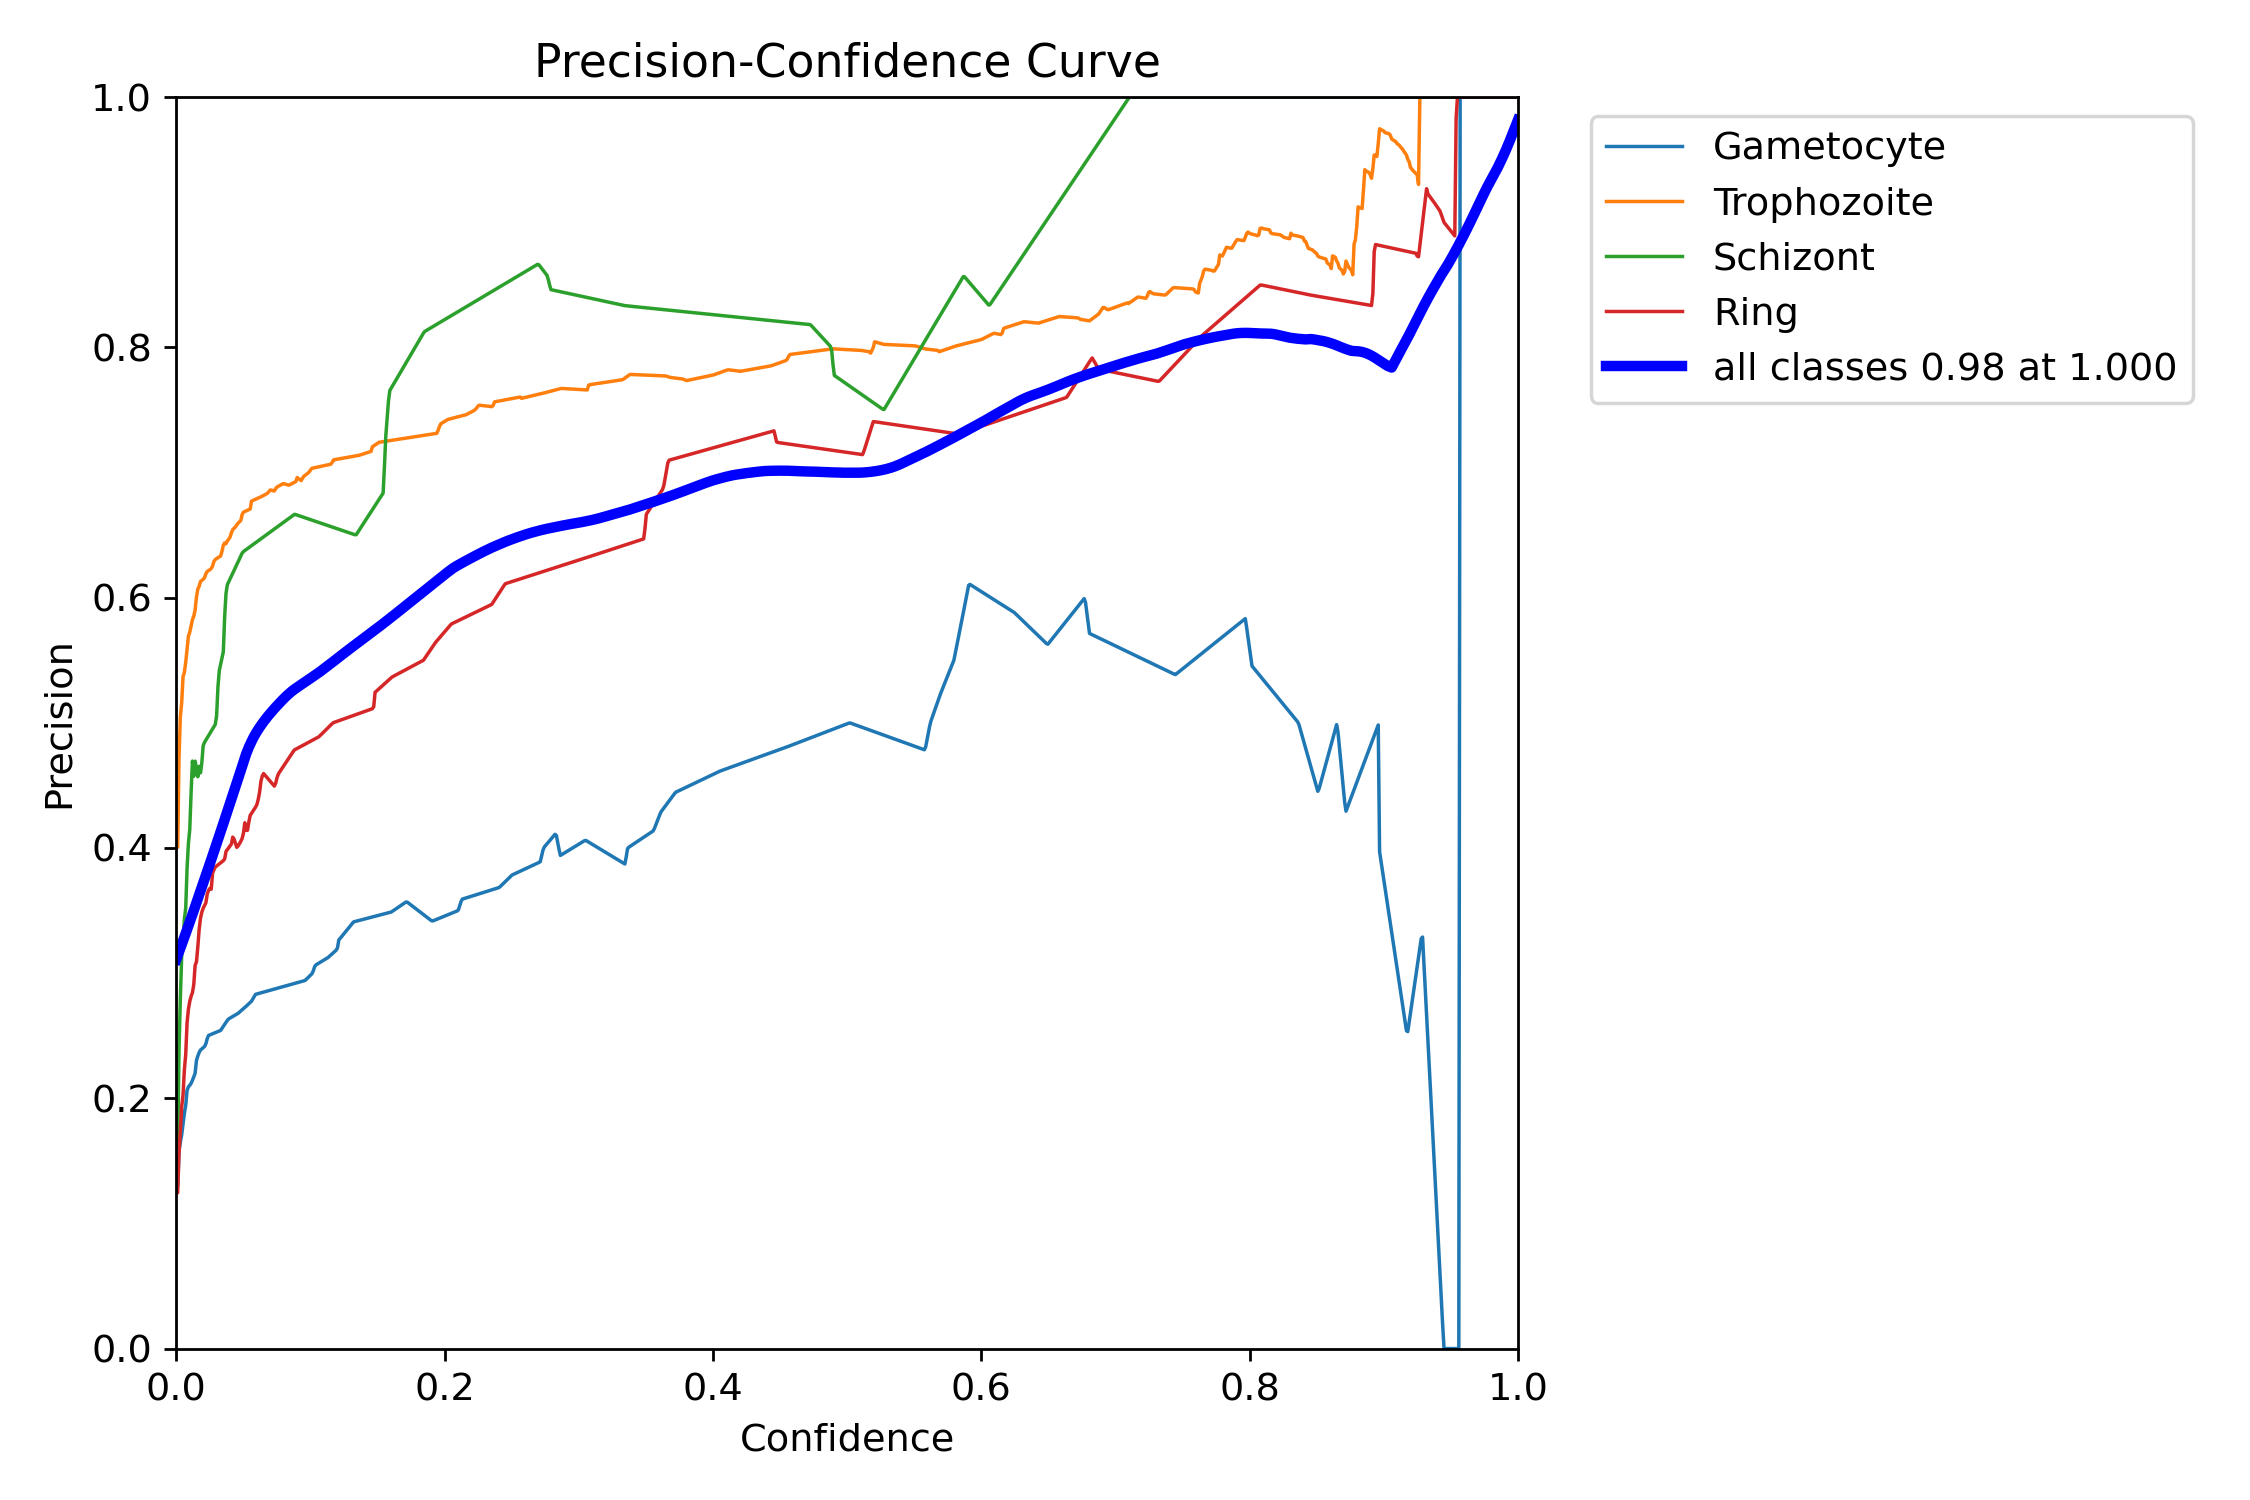 Precision-Confidence Curve
1.0
0.8
0.6
0.4
0.2
0.0
Precision
0.0 0.2 0.4 0.6 0.8 1.0
Confidence
Gametocyte
Trophozoite
Schizont
Ring
all classes 0.98 at 1.000